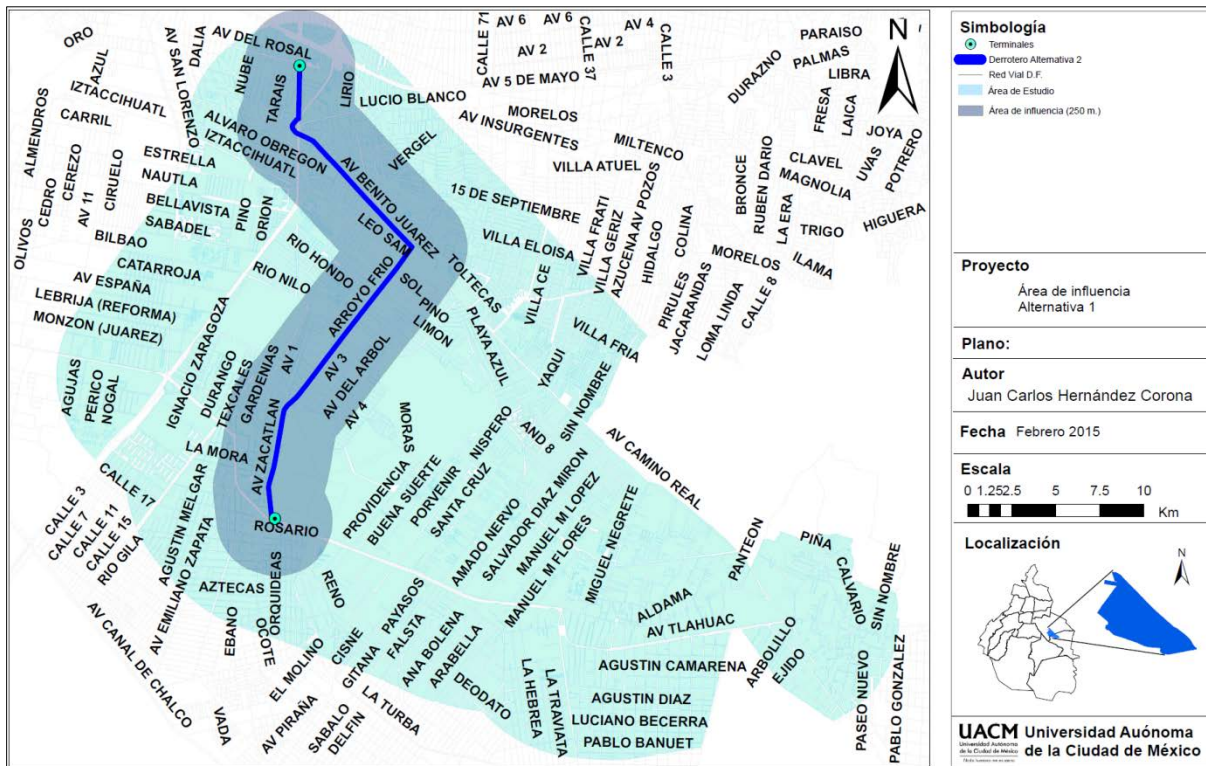 ORO
AZUL
AV SAN LORENZO
DALIA
AV DEL ROSAL
NUBE
TARAIS
LIRIO
IZTACCIHUATL
ALMENDROS
CARRIL
CEDRO
CEREZO
AV 11
CIRUELO
OLIVOS
ESTRELLA
NAUTLA
BELLAVISTA
SABADEL
PINO
ORION
BILBAO
CATARROJA
AV ESPAÑA
LEBRIJA (REFORMA)
MONZON (JUAREZ)
ALVARO OBREGON
IZTACCIHUATL
LUCIO BLANCO
VERGEL
AV BENITO JUAREZ
LEO SAM
RIO HONDO
RIO NILO
ARROYO FRIO
SOL
PINO
LIMON
TOLTECAS
PLAYA AZUL
CALLE 71
AV 6
AV 6
AV 4
AV 2
CALLE 37
AV 2
CALLE 3
AV 5 DE MAYO
MORELOS
AV INSURGENTES
VILLA ATUEL
MILTENCO
15 DE SEPTIEMBRE
VILLA ELOISA
VILLA CE
VILLA FRATI
VILLA GERIZ
AZUCENA
AV POZOS
HIDALGO
COLINA
PIRULES
JACARANDAS
VILLA FRIA
YAQUI
SIN NOMBRE
DURAZNO
PARAISO
PALMAS
LIBRA
FRESA
LAICA
JOYA
UVAS
POTRERO
CLAVEL
MAGNOLIA
BRONCE
RUBEN DARIO
LA ERA
TRIGO
HIGUERA
MORELOS
ILAMA
LOMA LINDA
CALLE 8
AGUJAS
PERICO
NOGAL
IGNACIO ZARAGOZA
DURANGO
TEXCALES
GARDENIAS
AV 1
AV 3
AV DEL ARBOL
AV 4
LA MORA
AV ZACATLAN
ROSARIO
MORAS
PROVIDENCIA
BUENA SUERTE
PORVENIR
SANTA CRUZ
NISPERO
AND 8
AMADO NERVO
SALVADOR DIAZ MIRON
MANUEL M LOPEZ
MANUEL M FLORES
MIGUEL NEGRETE
AV CAMINO REAL
PANTEON
CALLE 17
CALLE 3
CALLE 7
CALLE 11
CALLE 15
RIO GILA
AGUSTIN MELGAR
AV EMILIANO ZAPATA
AZTECAS
EBANO
OCOTE
ORQUIDEAS
RENO
AV CANAL DE CHALCO
VADA
EL MOLINO
CISNE
GITANA
PAYASOS
FALSTA
ANA BOLENA
ARABELLA
DEODATO
LA TURBA
AV PIRAÑA
SABALO
DELFIN
LA HEBREA
LA TRAVIATA
ALDAMA
AV TLAHUAC
AGUSTIN CAMARENA
AGUSTIN DIAZ
LUCIANO BECERRA
PABLO BANUET
ARBOLILLO
EJIDO
PIÑA
CALVARIO
SIN NOMBRE
PASEO NUEVO
PABLO GONZALEZ
N
Simbología
Terminales
Derrotero Alternativa 2
Red Vial D.F.
Área de Estudio
Área de influencia (250 m.)
Proyecto
Área de influencia
Alternativa 1
Plano:
Autor
Juan Carlos Hernández Corona
Fecha Febrero 2015
Escala
0 1.25 2.5 5 7.5 10
Km
Localización
N
UACM
Universidad Autónoma
de la Ciudad de México
Universidad Autónoma
de la Ciudad de México